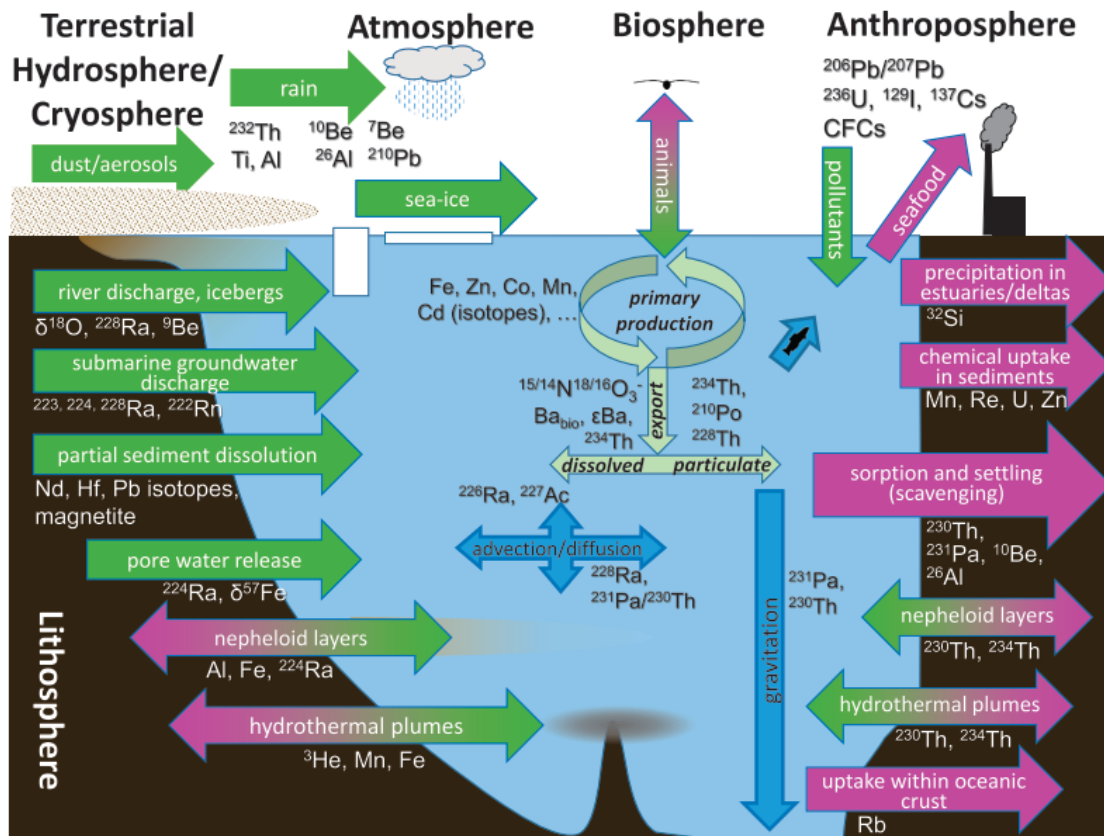 Terrestrial
Hydrosphere/
Cryosphere
Atmosphere
Biosphere
Anthroposphere
rain
²³²Th ¹⁰Be ⁷Be
Ti, Al ²⁶Al ²¹⁰Pb
dust/aerosols
sea-ice
animals
²⁰⁶Pb/²⁰⁷Pb
²³⁶U, ¹²⁹I, ¹³⁷Cs
CFCs
pollutants
seafood
river discharge, icebergs
δ¹⁸O, ²²⁸Ra, ⁹Be
submarine groundwater
discharge
²²³, ²²⁴, ²²⁸Ra, ²²²Rn
partial sediment dissolution
Nd, Hf, Pb isotopes,
magnetite
pore water release
²²⁴Ra, δ⁵⁷Fe
nepheloid layers
Al, Fe, ²²⁴Ra
hydrothermal plumes
³He, Mn, Fe
Lithosphere
Fe, Zn, Co, Mn,
Cd (isotopes), ...
primary
production
¹⁵/¹⁴N¹⁸/¹⁶O₃⁻
Ba_bio, εBa,
²³⁴Th
export
²³⁴Th,
²¹⁰Po
²²⁸Th
dissolved particulate
²²⁶Ra, ²²⁷Ac
advection/diffusion
²²⁸Ra,
²³¹Pa/²³⁰Th
gravitation
²³¹Pa,
²³⁰Th
precipitation in
estuaries/deltas
³²Si
chemical uptake
in sediments
Mn, Re, U, Zn
sorption and settling
(scavenging)
²³⁰Th,
²³¹Pa, ¹⁰Be,
²⁶Al
nepheloid layers
²³⁰Th, ²³⁴Th
hydrothermal plumes
²³⁰Th, ²³⁴Th
uptake within oceanic
crust
Rb